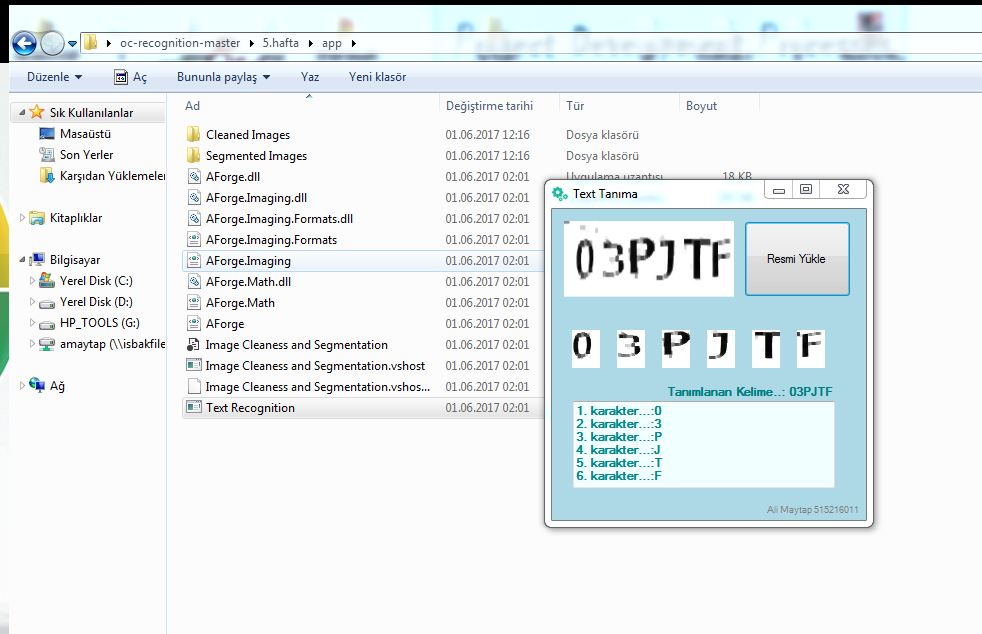 oc-recognition-master ▸ 5.hafta ▸ app ▸
Düzenle Aç Bununla paylaş Yaz Yeni klasör
Sık Kullanılanlar
Masaüstü
Son Yerler
Karşıdan Yüklemeler
Kitaplıklar
Bilgisayar
Yerel Disk (C:)
Yerel Disk (D:)
HP_TOOLS (G:)
amaytap (\\isbakfile
Ağ
Ad Değiştirme tarihi Tür Boyut
Cleaned Images 01.06.2017 12:16 Dosya klasörü
Segmented Images 01.06.2017 12:16 Dosya klasörü
AForge.dll 01.06.2017 02:01 Uygulama uzantısı 18 KB
AForge.Imaging.dll 01.06.2017 02:01
AForge.Imaging.Formats.dll 01.06.2017 02:01
AForge.Imaging.Formats 01.06.2017 02:01
AForge.Imaging 01.06.2017 02:01
AForge.Math.dll 01.06.2017 02:01
AForge.Math 01.06.2017 02:01
AForge 01.06.2017 02:01
Image Cleaness and Segmentation 01.06.2017 02:01
Image Cleaness and Segmentation.vshost 01.06.2017 02:01
Image Cleaness and Segmentation.vshos... 01.06.2017 02:01
Text Recognition 01.06.2017 02:01
Text Tanıma
03PJTF
Resmi Yükle
0 3 P J T F
Tanımlanan Kelime..: 03PJTF
1. karakter...:0
2. karakter...:3
3. karakter...:P
4. karakter...:J
5. karakter...:T
6. karakter...:F
Ali Maytap 515216011